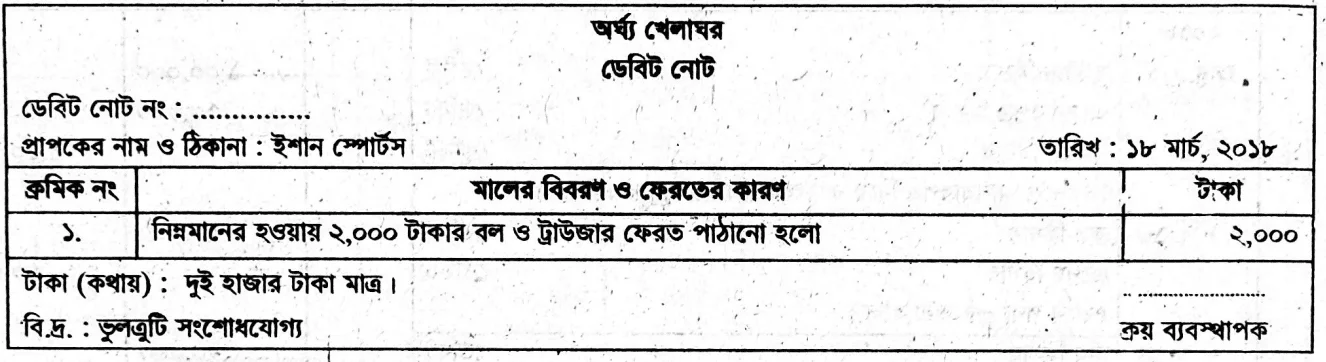 অর্ঘ্য খেলাঘর
ডেবিট নোট
ডেবিট নোট নং : ...............
প্রাপকের নাম ও ঠিকানা : ইশান স্পোর্টস তারিখ : ১৮ মার্চ, ২০১৮
ক্রমিক নং মালের বিবরণ ও ফেরতের কারণ টাকা
১. নিম্নমানের হওয়ায় ২,০০০ টাকার বল ও ট্রাউজার ফেরত পাঠানো হলো ২,০০০
টাকা (কথায়) : দুই হাজার টাকা মাত্র।
বি.দ্র. : ভুলত্রুটি সংশোধযোগ্য ক্রয় ব্যবস্থাপক